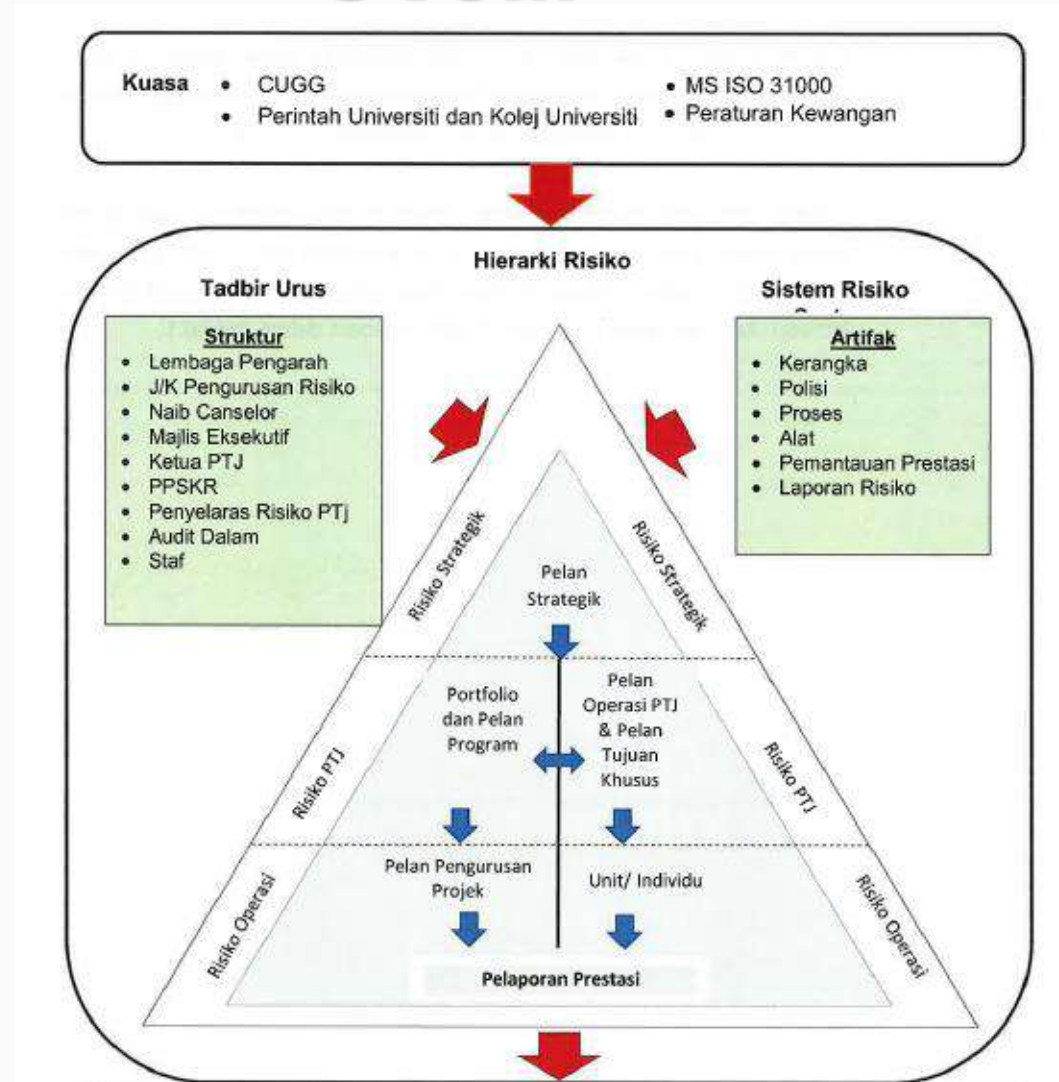 Kuasa • CUGG • MS ISO 31000
• Perintah Universiti dan Kolej Universiti • Peraturan Kewangan
Hierarki Risiko
Tadbir Urus
Struktur
• Lembaga Pengarah
• J/K Pengurusan Risiko
• Naib Canselor
• Majlis Eksekutif
• Ketua PTJ
• PPSKR
• Penyelaras Risiko PTj
• Audit Dalam
• Staf
Sistem Risiko
Artifak
• Kerangka
• Polisi
• Proses
• Alat
• Pemantauan Prestasi
• Laporan Risiko
Risiko Strategik
Pelan
Strategik
Risiko Strategik
Risiko PTJ
Portfolio
dan Pelan
Program
Pelan
Operasi PTJ
& Pelan
Tujuan
Khusus
Risiko PTJ
Risiko Operasi
Pelan Pengurusan
Projek
Unit/ Individu
Risiko Operasi
Pelaporan Prestasi